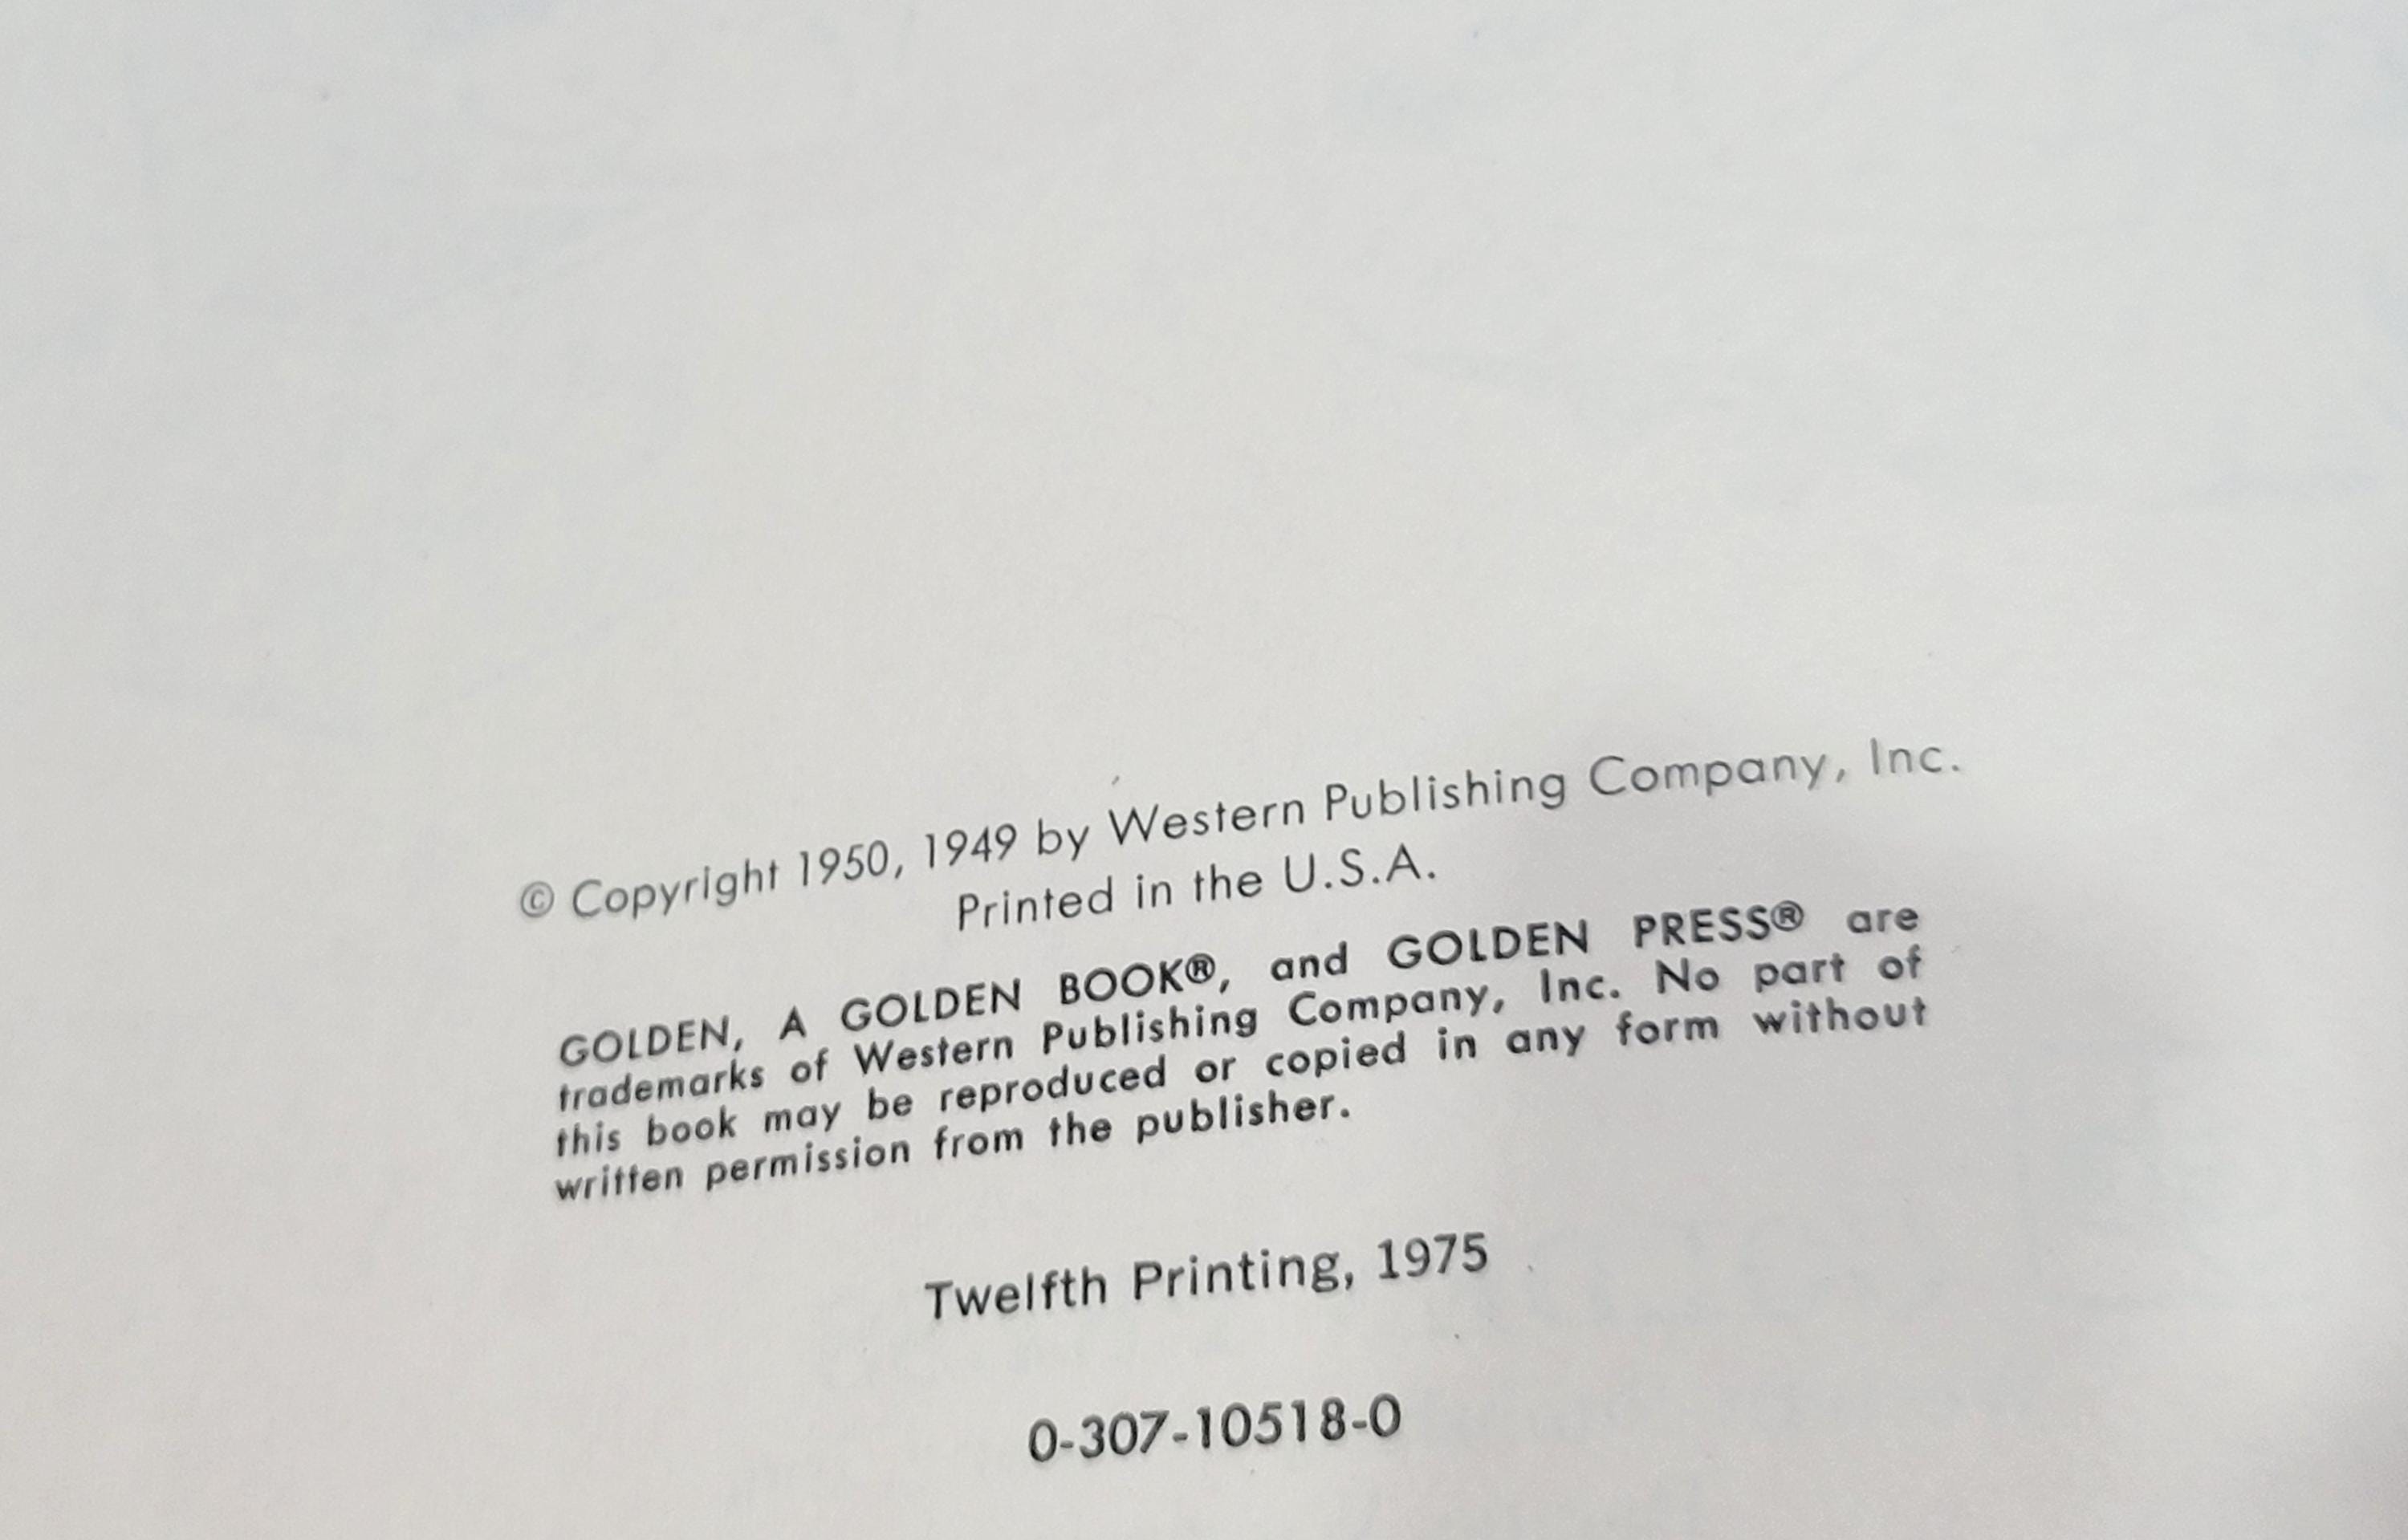 © Copyright 1950, 1949 by Western Publishing Company, Inc.
Printed in the U.S.A.
GOLDEN, A GOLDEN BOOK®, and GOLDEN PRESS® are
trademarks of Western Publishing Company, Inc. No part of
this book may be reproduced or copied in any form without
written permission from the publisher.
Twelfth Printing, 1975
0-307-10518-0